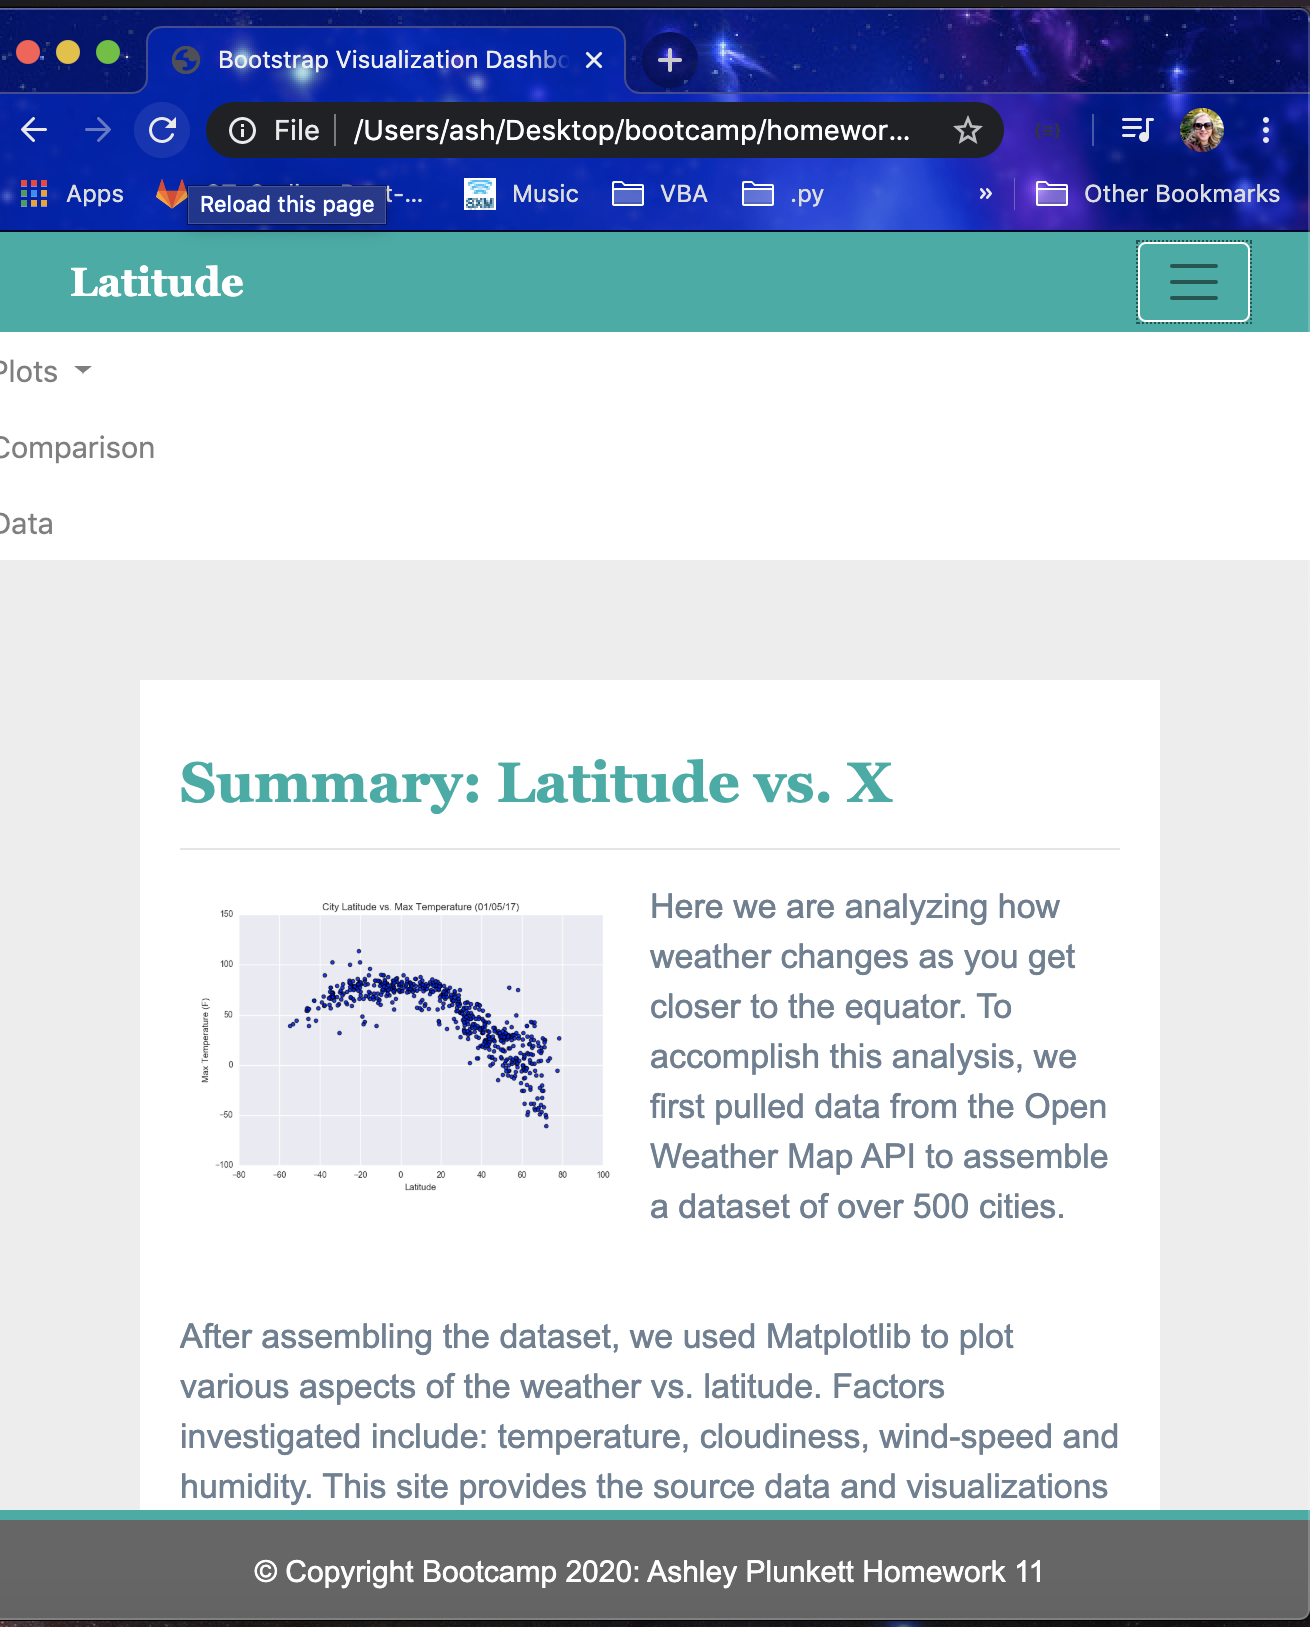 Bootstrap Visualization Dashbo
File
/Users/ash/Desktop/bootcamp/homewor...
Apps
t-...
Music
VBA
.py
»
Other Bookmarks
Reload this page
Latitude
Plots
Comparison
Data
Summary: Latitude vs. X
City Latitude vs. Max Temperature (01/05/17)
150
100
50
0
−50
−100
Max Temperature (F)
−80 −60 −40 −20 0 20 40 60 80 100
Latitude
Here we are analyzing how
weather changes as you get
closer to the equator. To
accomplish this analysis, we
first pulled data from the Open
Weather Map API to assemble
a dataset of over 500 cities.
After assembling the dataset, we used Matplotlib to plot
various aspects of the weather vs. latitude. Factors
investigated include: temperature, cloudiness, wind-speed and
humidity. This site provides the source data and visualizations
© Copyright Bootcamp 2020: Ashley Plunkett Homework 11